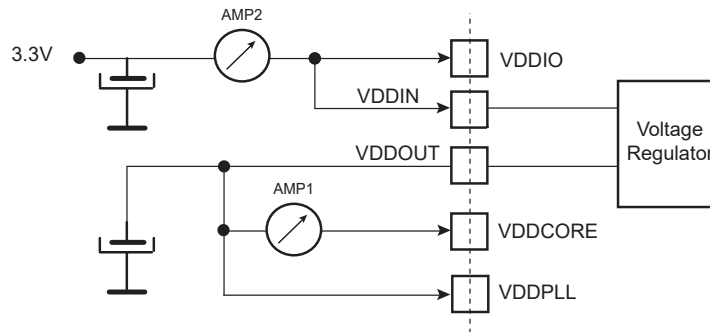 AMP2
3.3V
VDDIO
VDDIN
Voltage
Regulator
VDDOUT
AMP1
VDDCORE
VDDPLL